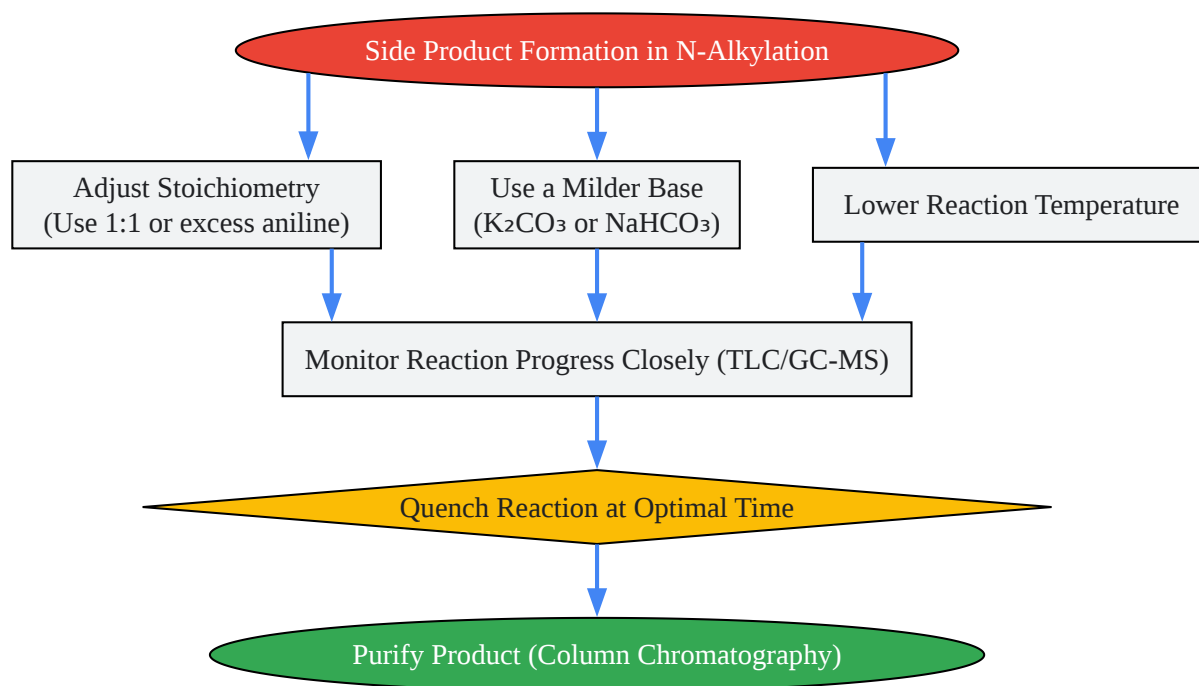 Side Product Formation in N-Alkylation
Adjust Stoichiometry
(Use 1:1 or excess aniline)
Use a Milder Base
(K₂CO₃ or NaHCO₃)
Lower Reaction Temperature
Monitor Reaction Progress Closely (TLC/GC-MS)
Quench Reaction at Optimal Time
Purify Product (Column Chromatography)